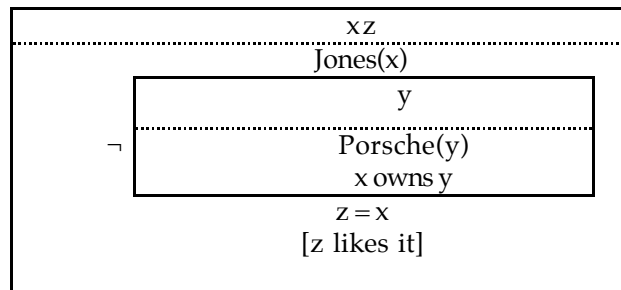 x z
Jones(x)
y
¬
Porsche(y)
x owns y
z = x
[z likes it]